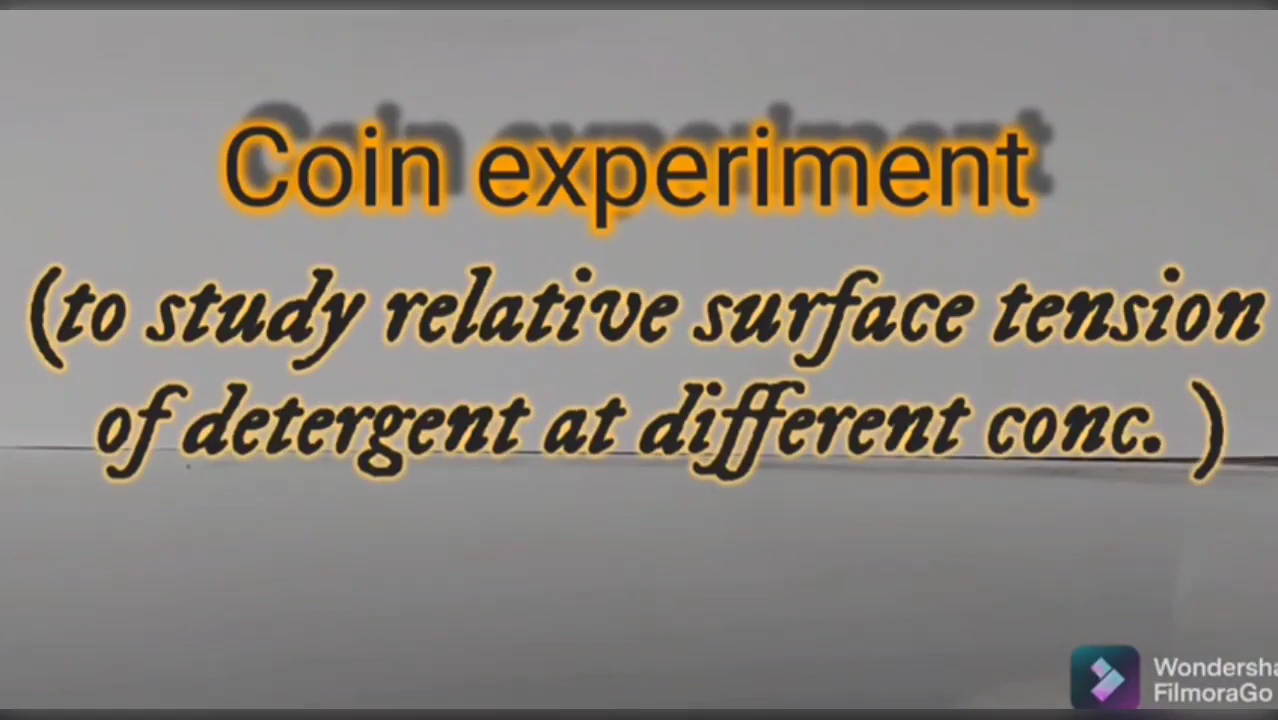 Coin experiment
(to study relative surface tension
of detergent at different conc. )
Wondersha
FilmoraGo